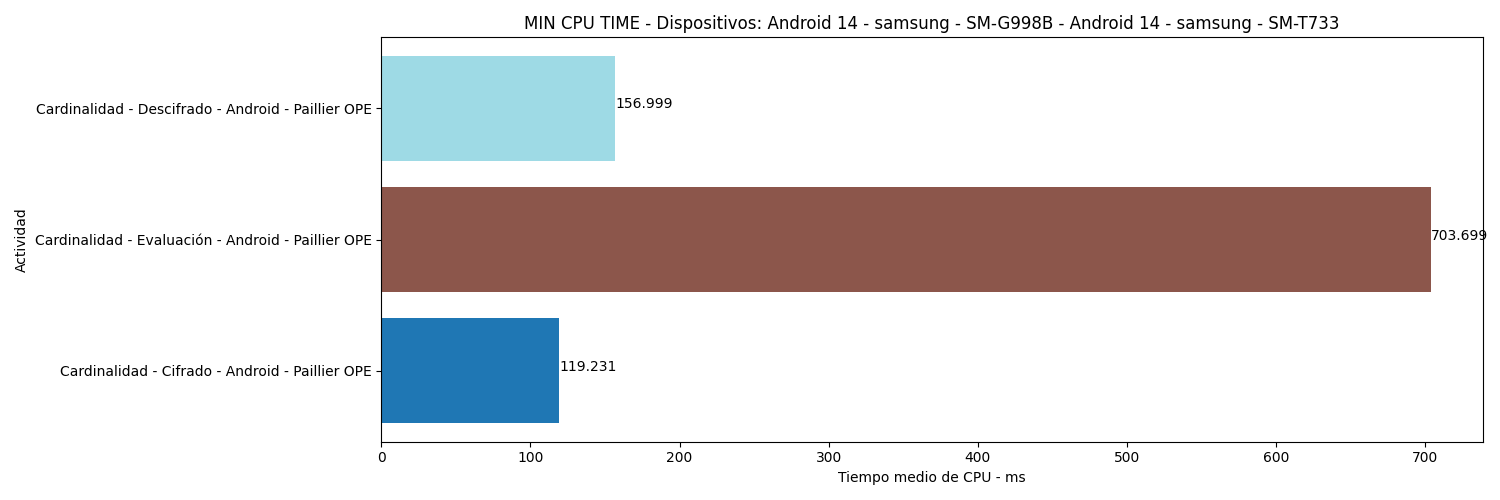 MIN CPU TIME - Dispositivos: Android 14 - samsung - SM-G998B - Android 14 - samsung - SM-T733
Actividad
Cardinalidad - Descifrado - Android - Paillier OPE
156.999
Cardinalidad - Evaluación - Android - Paillier OPE
703.699
Cardinalidad - Cifrado - Android - Paillier OPE
119.231
0 100 200 300 400 500 600 700
Tiempo medio de CPU - ms